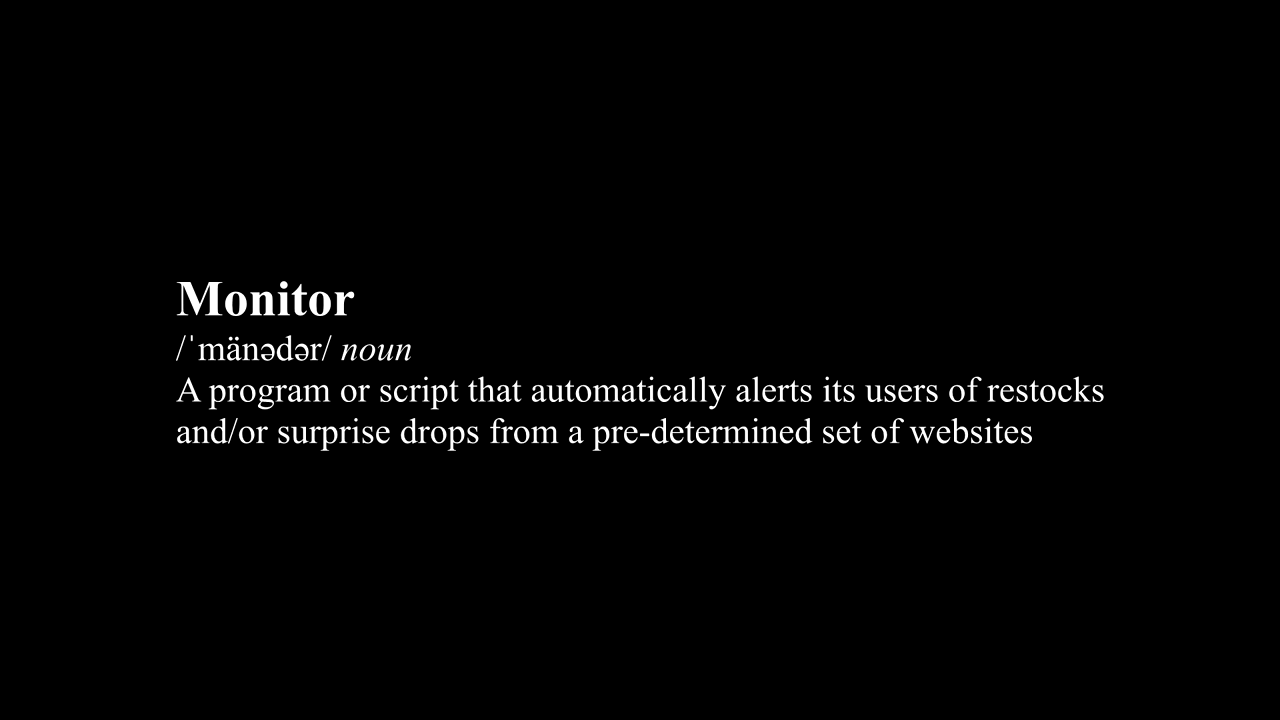 Monitor
/ˈmänədər/ noun
A program or script that automatically alerts its users of restocks
and/or surprise drops from a pre-determined set of websites